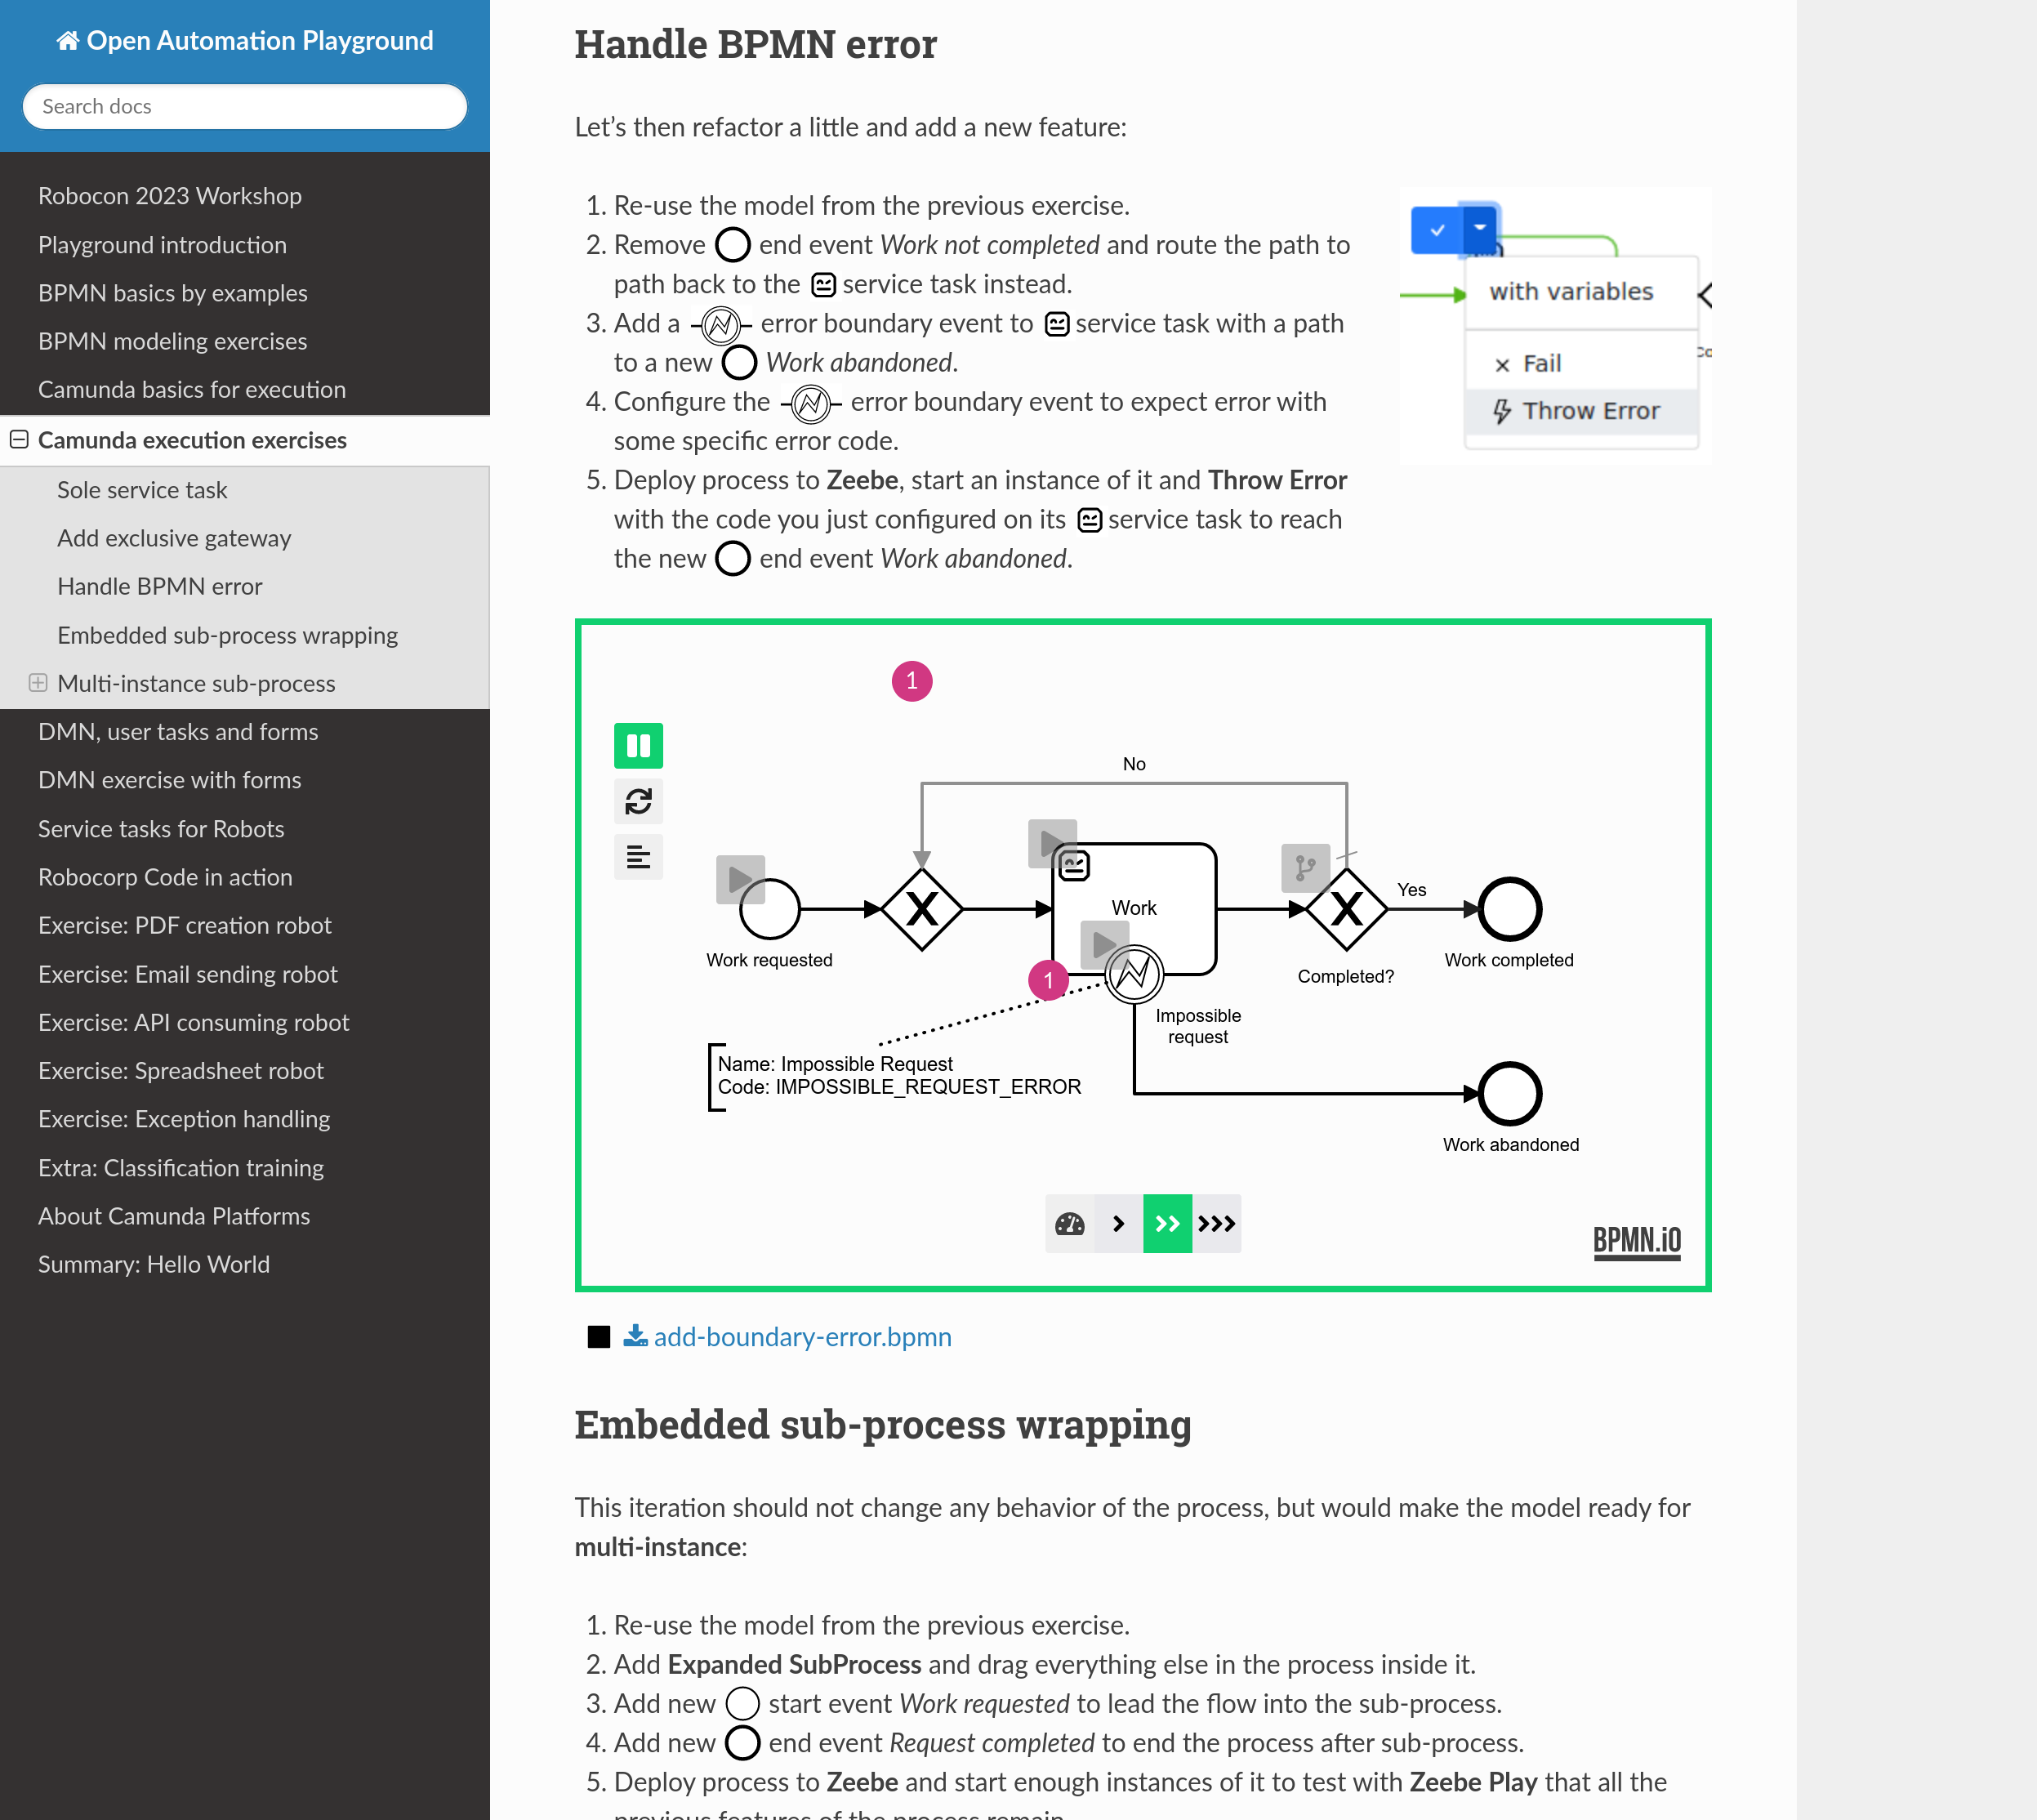 Open Automation Playground
Search docs
Robocon 2023 Workshop
Playground introduction
BPMN basics by examples
BPMN modeling exercises
Camunda basics for execution
Camunda execution exercises
Sole service task
Add exclusive gateway
Handle BPMN error
Embedded sub-process wrapping
Multi-instance sub-process
DMN, user tasks and forms
DMN exercise with forms
Service tasks for Robots
Robocorp Code in action
Exercise: PDF creation robot
Exercise: Email sending robot
Exercise: API consuming robot
Exercise: Spreadsheet robot
Exercise: Exception handling
Extra: Classification training
About Camunda Platforms
Summary: Hello World
Handle BPMN error
Let’s then refactor a little and add a new feature:
1. Re-use the model from the previous exercise.
2. Remove end event Work not completed and route the path to
path back to the service task instead.
3. Add a error boundary event to service task with a path
to a new Work abandoned.
4. Configure the error boundary event to expect error with
some specific error code.
5. Deploy process to Zeebe, start an instance of it and Throw Error
with the code you just configured on its service task to reach
the new end event Work abandoned.
with variables
Fail
Throw Error
1
No
Work
Yes
Work requested
Work completed
Completed?
1
Impossible
request
Name: Impossible Request
Code: IMPOSSIBLE_REQUEST_ERROR
Work abandoned
BPMN.iO
add-boundary-error.bpmn
Embedded sub-process wrapping
This iteration should not change any behavior of the process, but would make the model ready for
multi-instance:
1. Re-use the model from the previous exercise.
2. Add Expanded SubProcess and drag everything else in the process inside it.
3. Add new start event Work requested to lead the flow into the sub-process.
4. Add new end event Request completed to end the process after sub-process.
5. Deploy process to Zeebe and start enough instances of it to test with Zeebe Play that all the
previous features of the process remain.